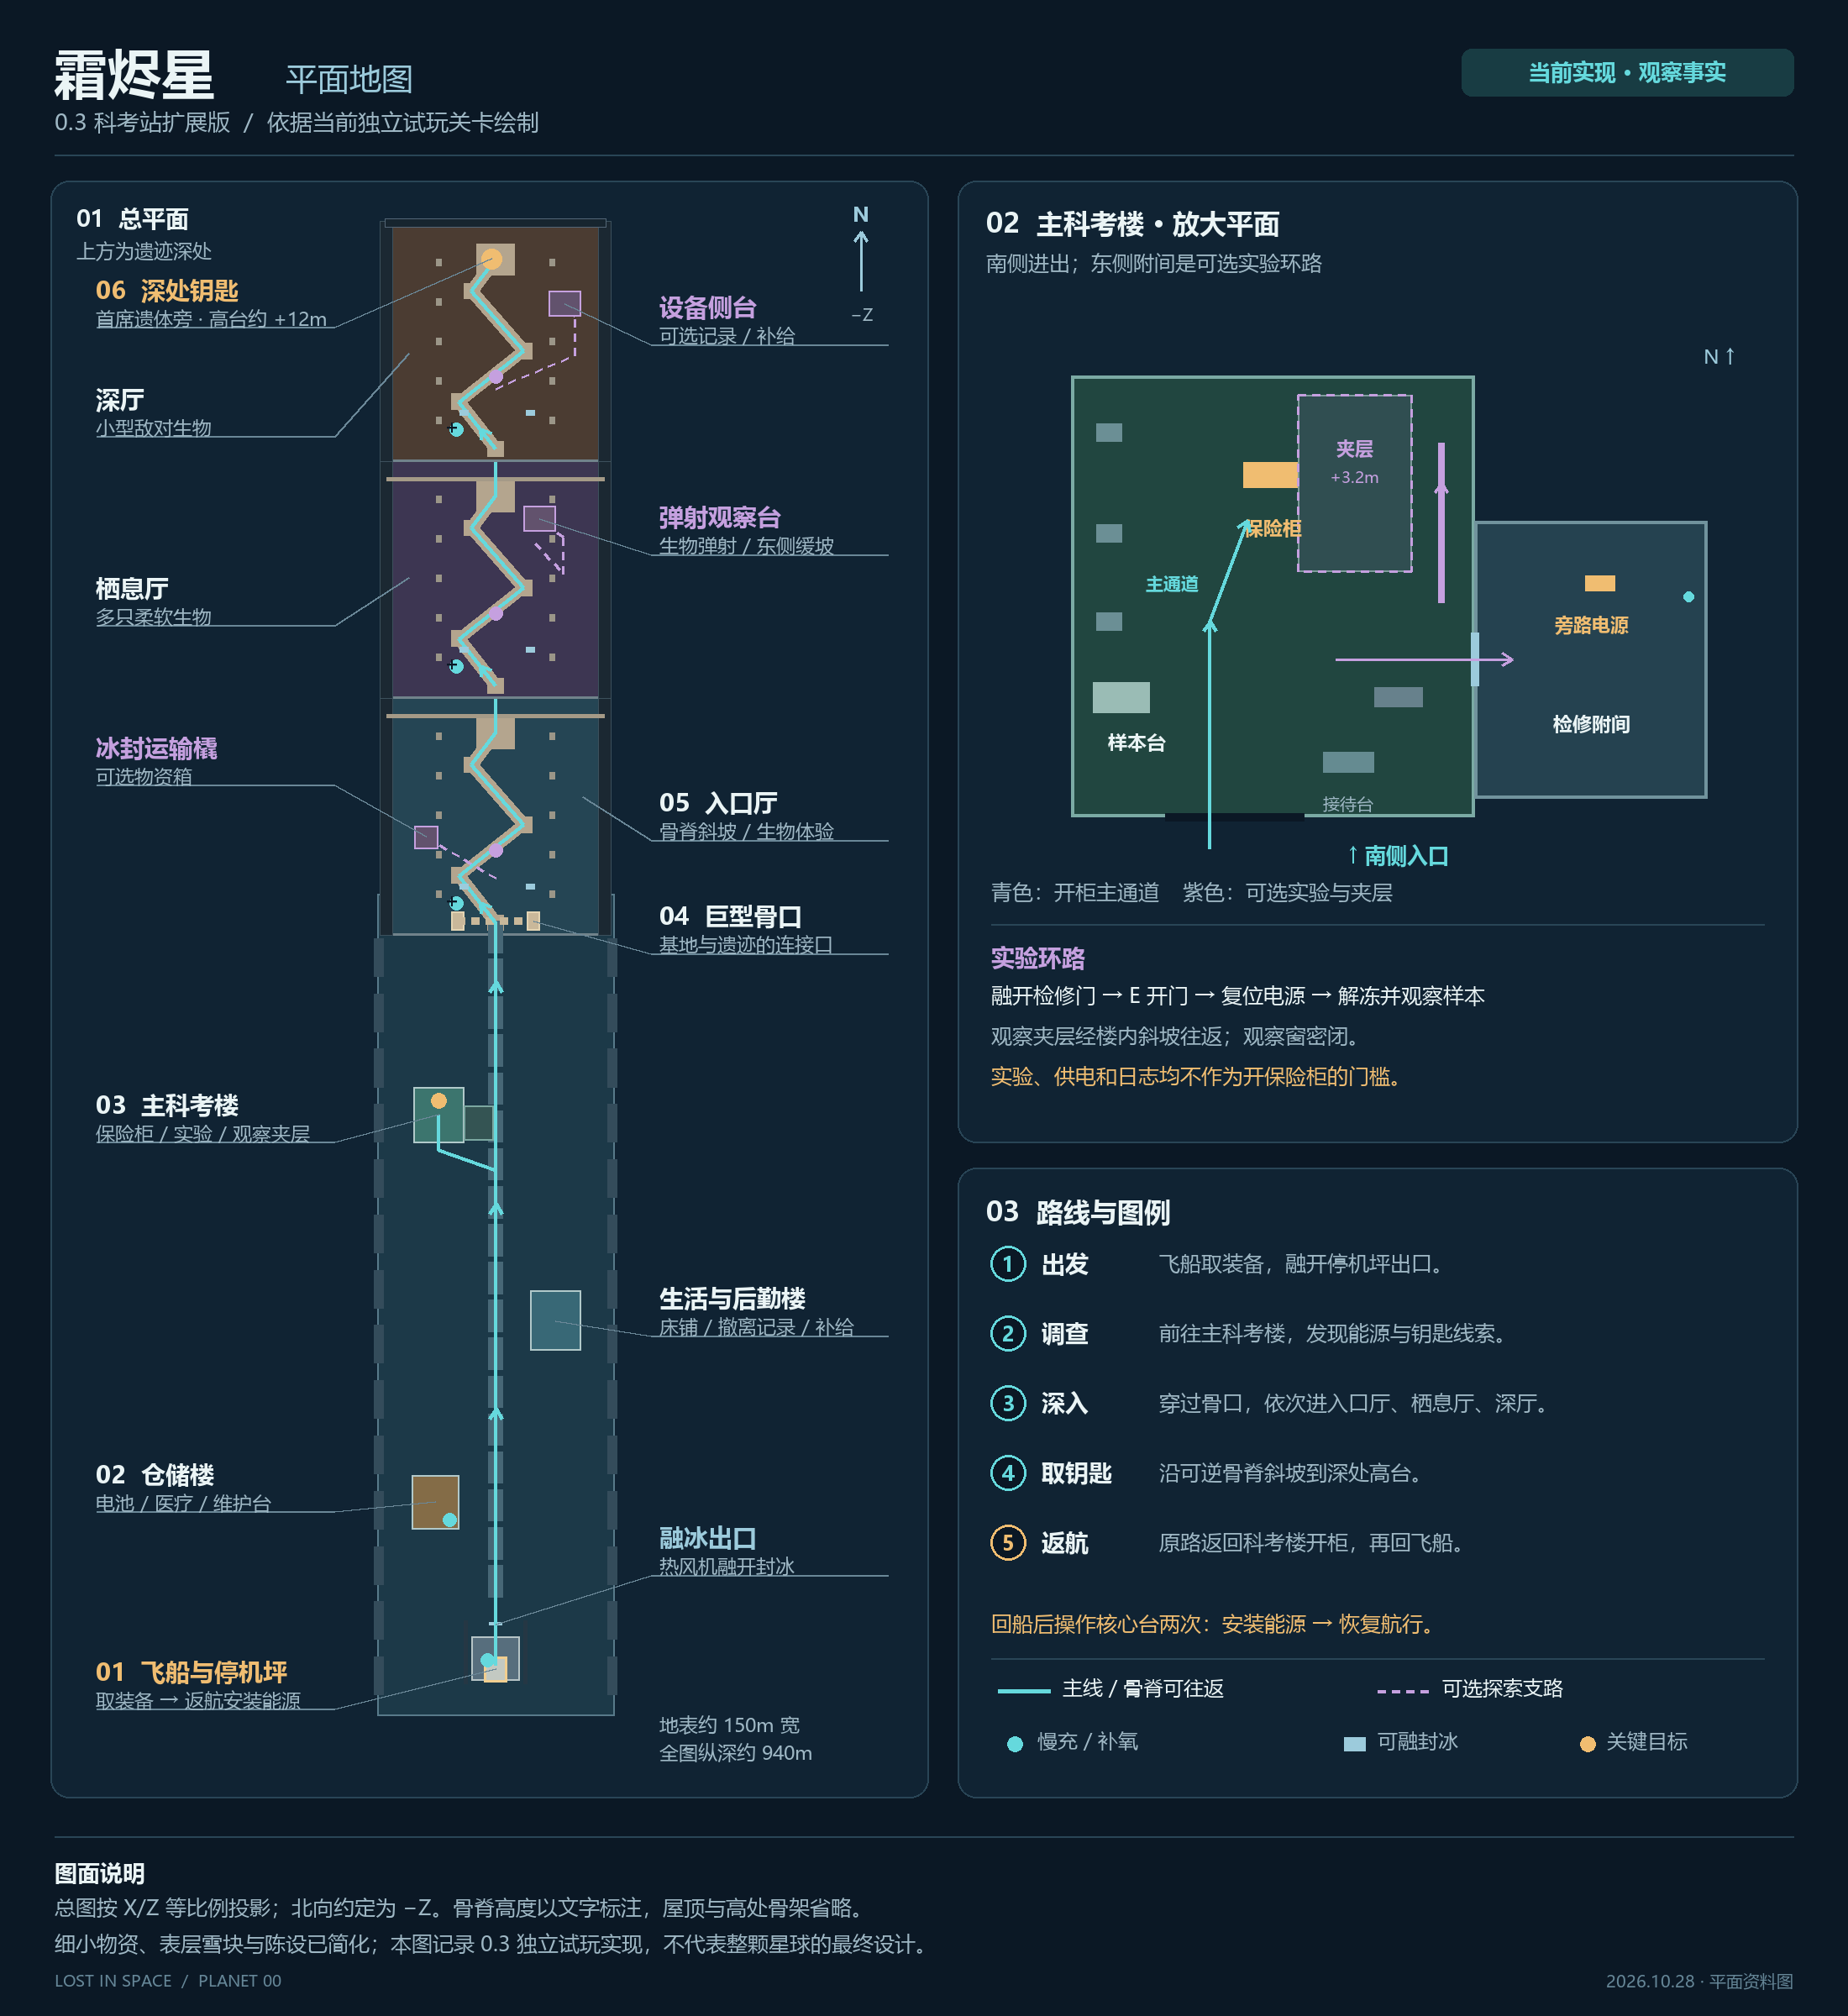 霜烬星 平面地图
当前实现・观察事实
0.3 科考站扩展版 / 依据当前独立试玩关卡绘制
01 总平面
上方为遗迹深处
N
−Z
06 深处钥匙
首席遗体旁 · 高台约 +12m
设备侧台
可选记录 / 补给
深厅
小型敌对生物
弹射观察台
生物弹射 / 东侧缓坡
栖息厅
多只柔软生物
冰封运输橇
可选物资箱
05 入口厅
骨脊斜坡 / 生物体验
04 巨型骨口
基地与遗迹的连接口
03 主科考楼
保险柜 / 实验 / 观察夹层
生活与后勤楼
床铺 / 撤离记录 / 补给
02 仓储楼
电池 / 医疗 / 维护台
融冰出口
热风机融开封冰
01 飞船与停机坪
取装备 → 返航安装能源
地表约 150m 宽
全图纵深约 940m
+
+
+
02 主科考楼・放大平面
南侧进出；东侧附间是可选实验环路
N ↑
夹层
+3.2m
保险柜
主通道
旁路电源
检修附间
样本台
接待台
↑ 南侧入口
青色：开柜主通道 紫色：可选实验与夹层
实验环路
融开检修门 → E 开门 → 复位电源 → 解冻并观察样本
观察夹层经楼内斜坡往返；观察窗密闭。
实验、供电和日志均不作为开保险柜的门槛。
03 路线与图例
1 出发 飞船取装备，融开停机坪出口。
2 调查 前往主科考楼，发现能源与钥匙线索。
3 深入 穿过骨口，依次进入口厅、栖息厅、深厅。
4 取钥匙 沿可逆骨脊斜坡到深处高台。
5 返航 原路返回科考楼开柜，再回飞船。
回船后操作核心台两次：安装能源 → 恢复航行。
主线 / 骨脊可往返 可选探索支路
慢充 / 补氧 可融封冰 关键目标
图面说明
总图按 X/Z 等比例投影；北向约定为 −Z。骨脊高度以文字标注，屋顶与高处骨架省略。
细小物资、表层雪块与陈设已简化；本图记录 0.3 独立试玩实现，不代表整颗星球的最终设计。
LOST IN SPACE / PLANET 00
2026.10.28 · 平面资料图